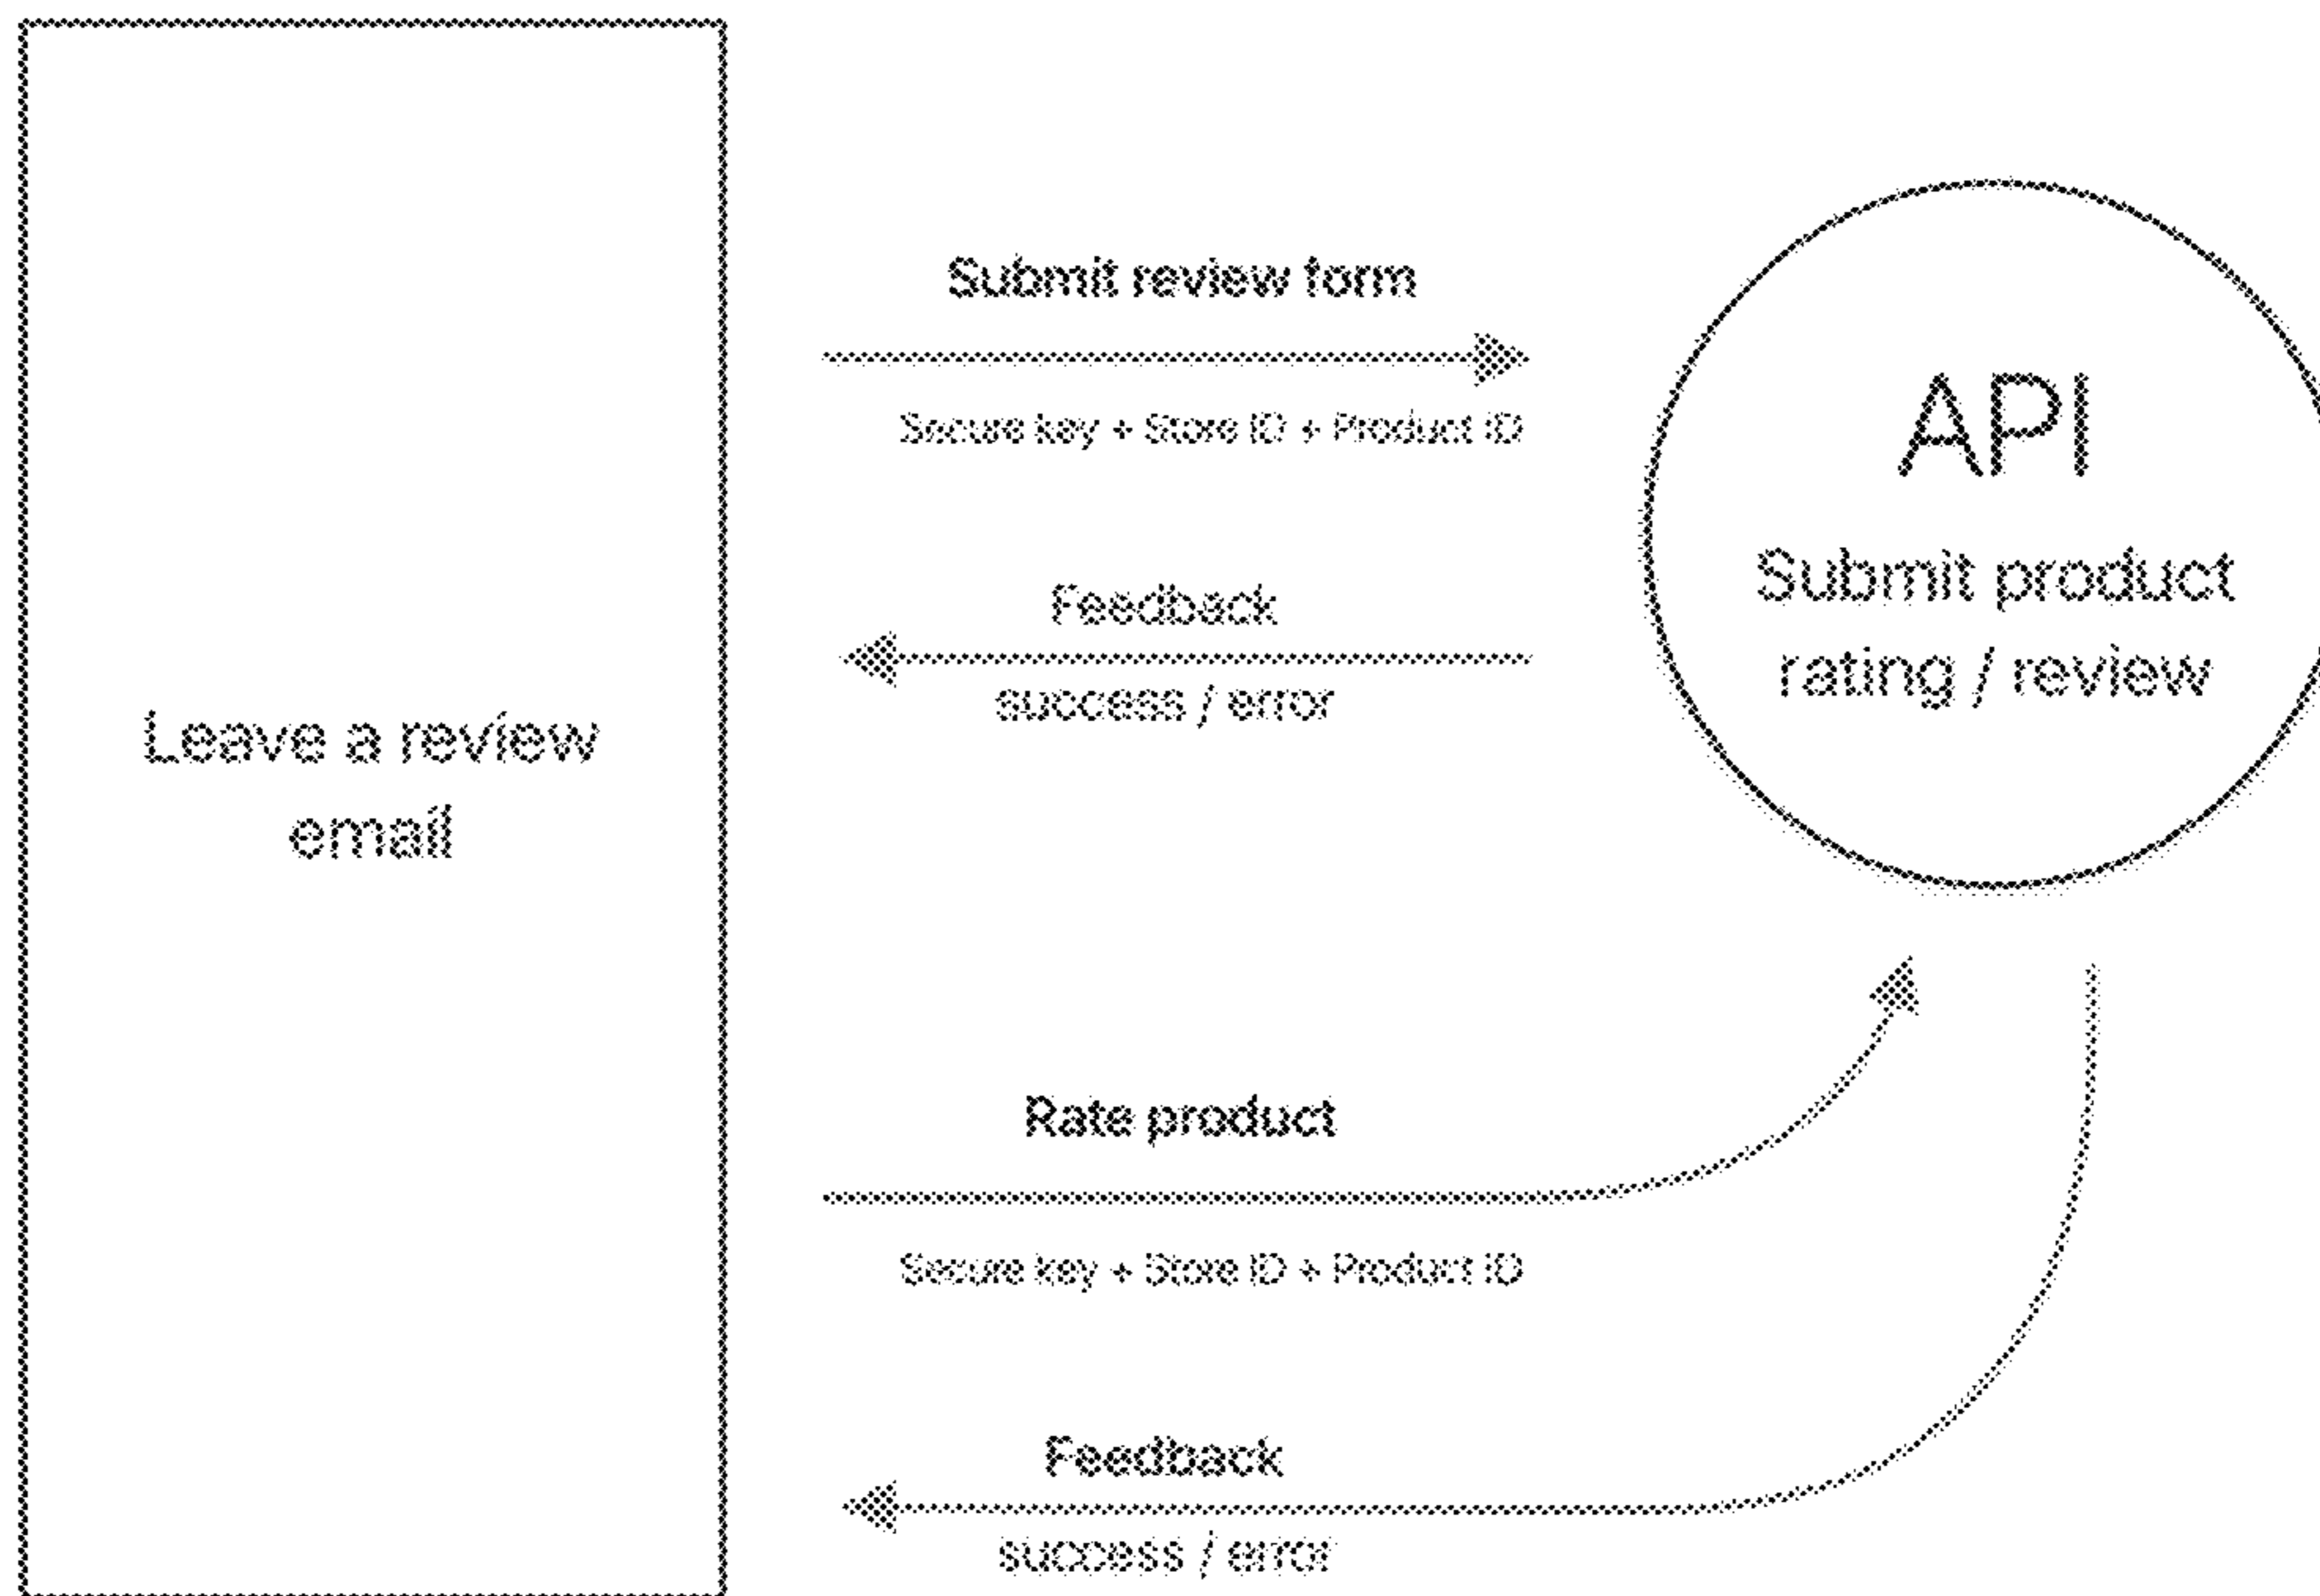 Submit review form
Secure key + Store ID + Product ID
API
Submit product
rating / review
Feedback
success / error
Leave a review
email
Rate product
Secure key + Store ID + Product ID
Feedback
success / error